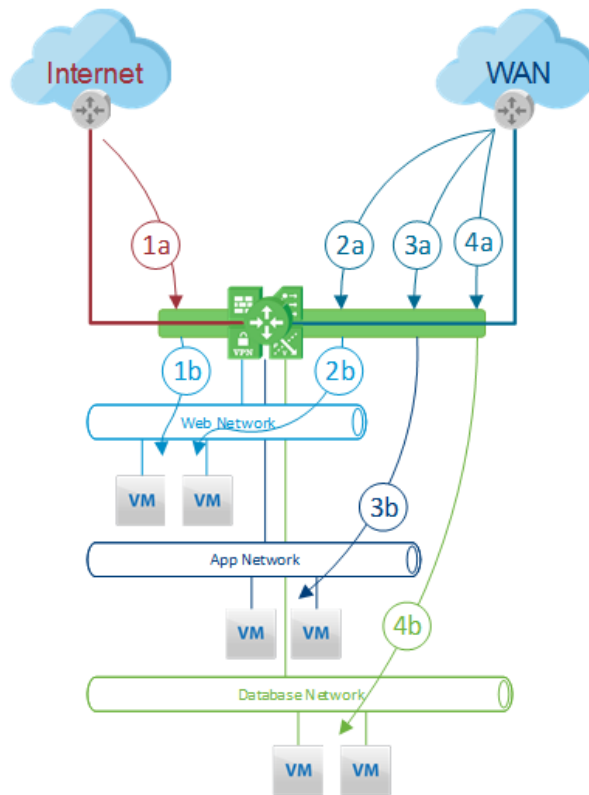 Internet
WAN
1a
2a
3a
4a
VPN
1b
2b
Web Network
VM
VM
3b
App Network
VM
VM
4b
Database Network
VM
VM